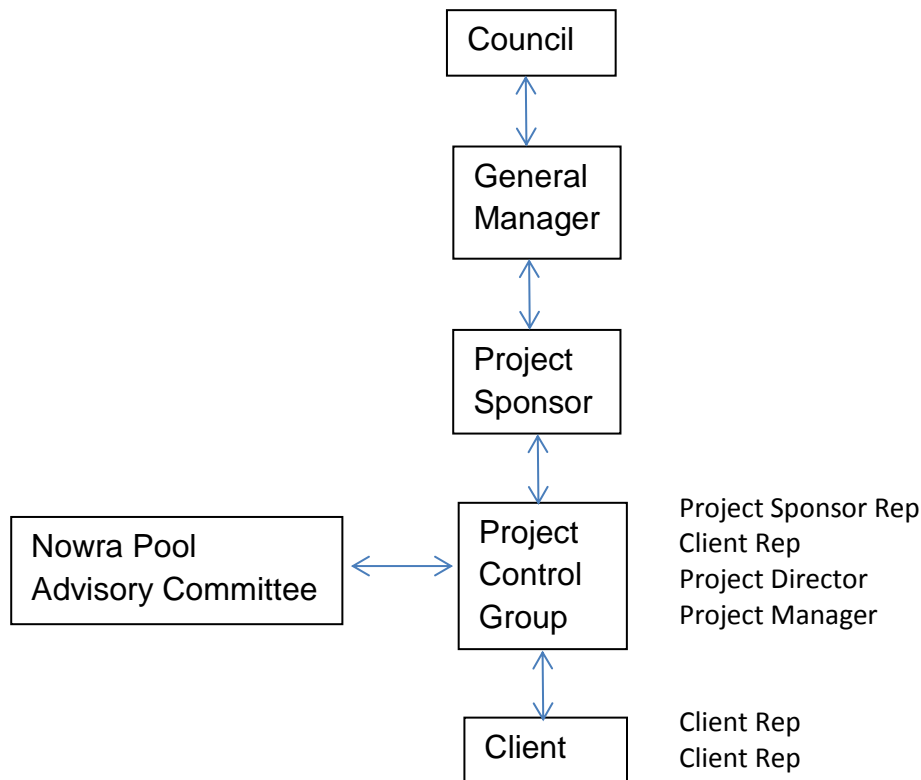 Council
General
Manager
Project
Sponsor
Nowra Pool
Advisory Committee
Project
Control
Group
Project Sponsor Rep
Client Rep
Project Director
Project Manager
Client
Client Rep
Client Rep